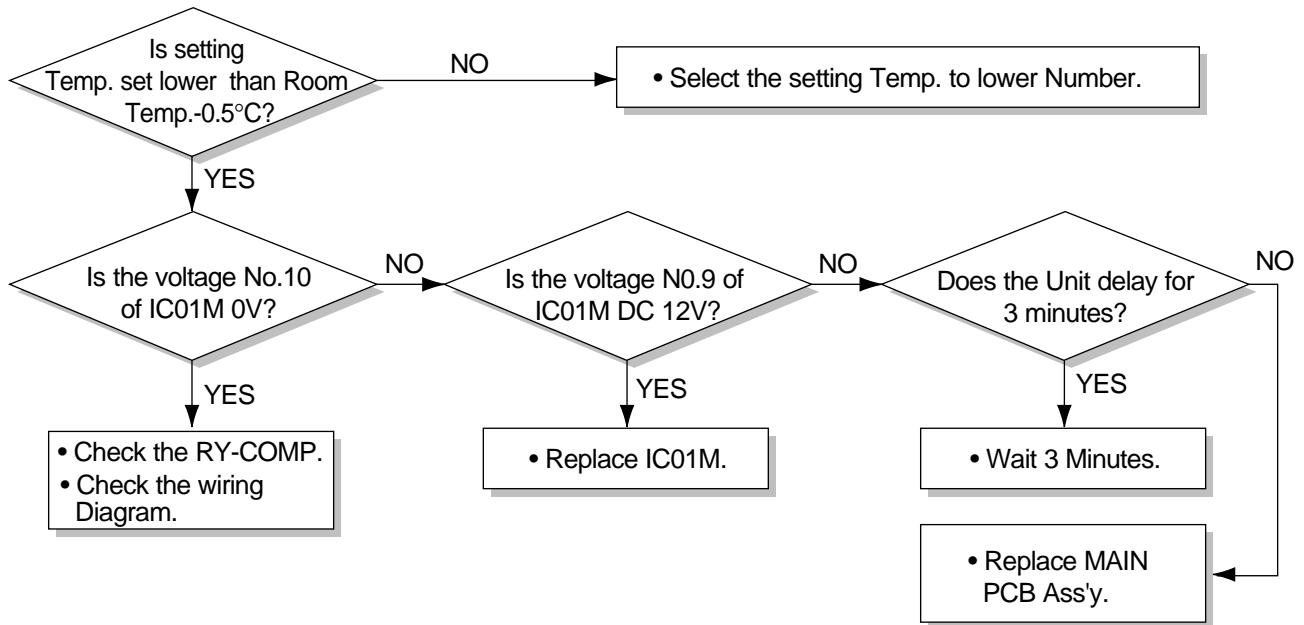 Is setting
Temp. set lower than Room
Temp.-0.5°C?
NO
• Select the setting Temp. to lower Number.
YES
Is the voltage No.10
of IC01M 0V?
NO
Is the voltage N0.9 of
IC01M DC 12V?
NO
Does the Unit delay for
3 minutes?
NO
YES
YES
YES
• Check the RY-COMP.
• Check the wiring
Diagram.
• Replace IC01M.
• Wait 3 Minutes.
• Replace MAIN
PCB Ass'y.